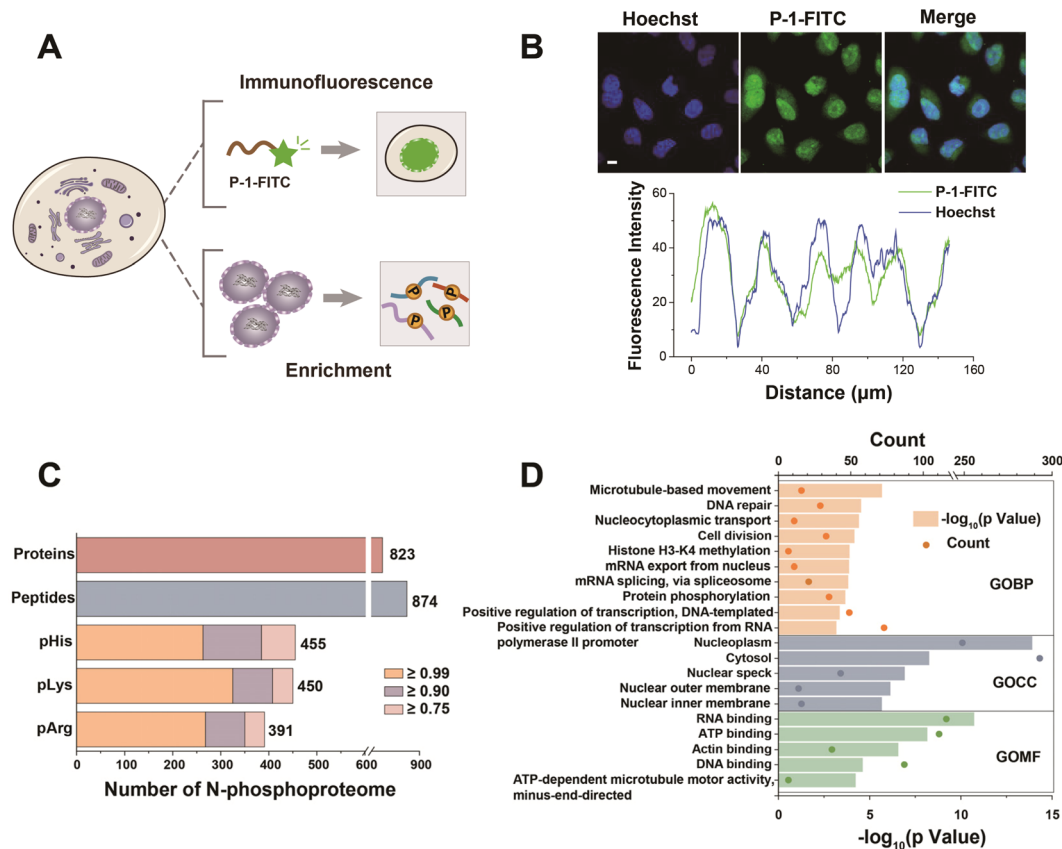 A
Immunofluorescence
P-1-FITC
P
P
P
P
Enrichment
B
Hoechst P-1-FITC Merge
P-1-FITC
Hoechst
Fluorescence Intensity
60
40
20
0
0 40 80 120 160
Distance (µm)
C
Proteins 823
Peptides 874
pHis 455
pLys 450
pArg 391
≥ 0.99
≥ 0.90
≥ 0.75
0 100 200 300 400 500 600 900
Number of N-phosphoproteome
D
Count
0 50 100 250 300
Microtubule-based movement
DNA repair
Nucleocytoplasmic transport
Cell division
Histone H3-K4 methylation
mRNA export from nucleus
mRNA splicing, via spliceosome
Protein phosphorylation
Positive regulation of transcription, DNA-templated
Positive regulation of transcription from RNA
polymerase II promoter
Nucleoplasm
Cytosol
Nuclear speck
Nuclear outer membrane
Nuclear inner membrane
RNA binding
ATP binding
Actin binding
DNA binding
ATP-dependent microtubule motor activity,
minus-end-directed
-log10(p Value)
Count
GOBP
GOCC
GOMF
0 5 10 15
-log10(p Value)